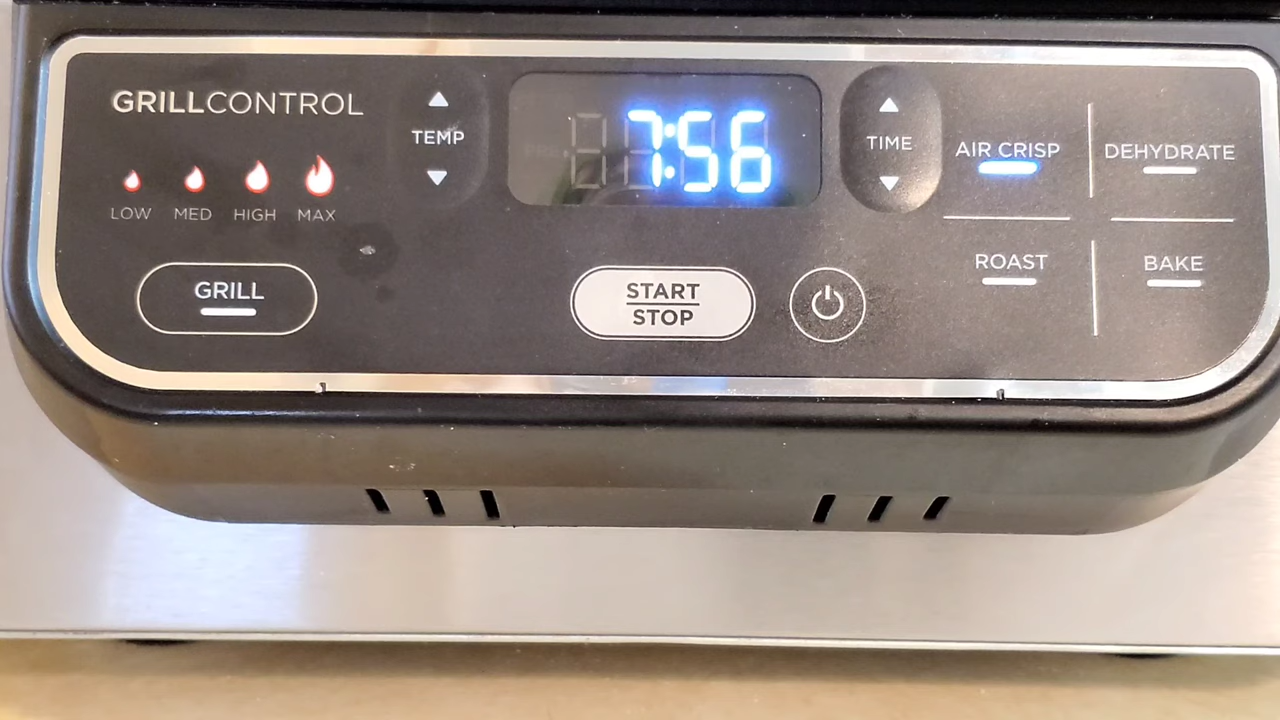 GRILLCONTROL
LOW MED HIGH MAX
GRILL
TEMP
7:56
TIME
START
STOP
AIR CRISP
DEHYDRATE
ROAST
BAKE